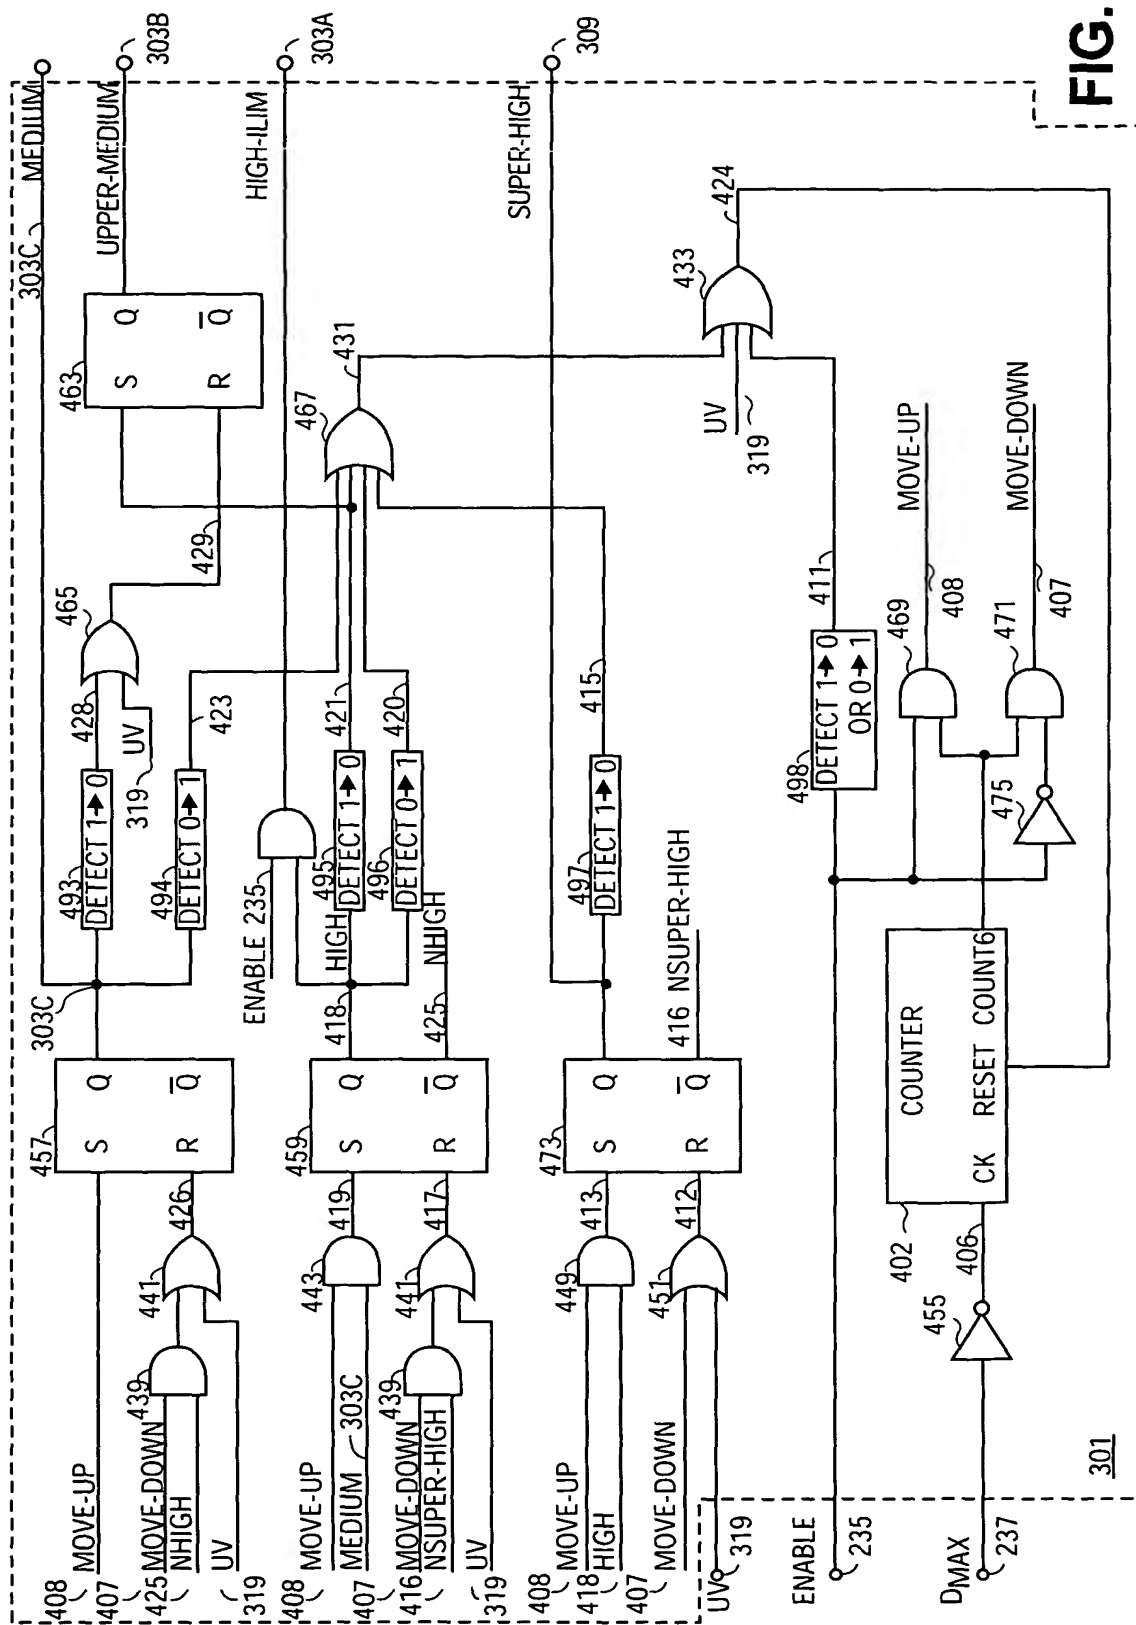 303C
MEDIUM
303B
UPPER-MEDIUM
303A
HIGH-ILIM
309
SUPER-HIGH
FIG.
463
S Q
R Q
465
428
429
UV
319
423
493
DETECT 1→0
494
DETECT 0→1
303C
457
S Q
R Q
426
441
439
408 MOVE-UP
407 MOVE-DOWN
425 NHIGH
319 UV
467
431
421
420
ENABLE 235
HIGH
495
DETECT 1→0
496
DETECT 0→1
NHIGH
418
425
459
S Q
R Q
419
417
443
441
439
408 MOVE-UP
MEDIUM 303C
407 MOVE-DOWN
416 NSUPER-HIGH
319 UV
415
497
DETECT 1→0
416 NSUPER-HIGH
473
S Q
R Q
413
412
449
451
408 MOVE-UP
418 HIGH
407 MOVE-DOWN
UV 319
424
433
UV
319
411
498
DETECT 1→0
OR 0→1
469
MOVE-UP
408
471
MOVE-DOWN
407
475
COUNTER
CK RESET COUNT6
402
406
455
ENABLE
235
DMAX
237
301